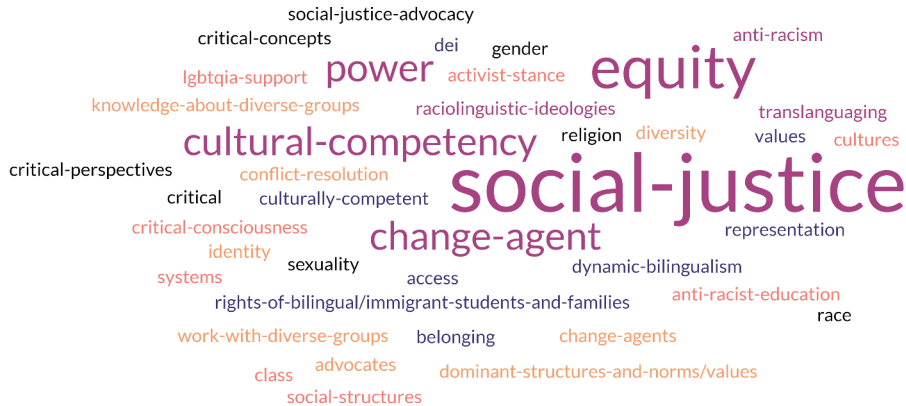 social-justice-advocacy
critical-concepts
dei
gender
anti-racism
lgbtqia-support
power
activist-stance
equity
knowledge-about-diverse-groups
raciolinguistic-ideologies
translanguaging
cultural-competency
religion
diversity
values
cultures
critical-perspectives
conflict-resolution
social-justice
critical
culturally-competent
critical-consciousness
change-agent
representation
identity
sexuality
systems
access
dynamic-bilingualism
rights-of-bilingual/immigrant-students-and-families
anti-racist-education
race
work-with-diverse-groups
belonging
change-agents
class
advocates
dominant-structures-and-norms/values
social-structures